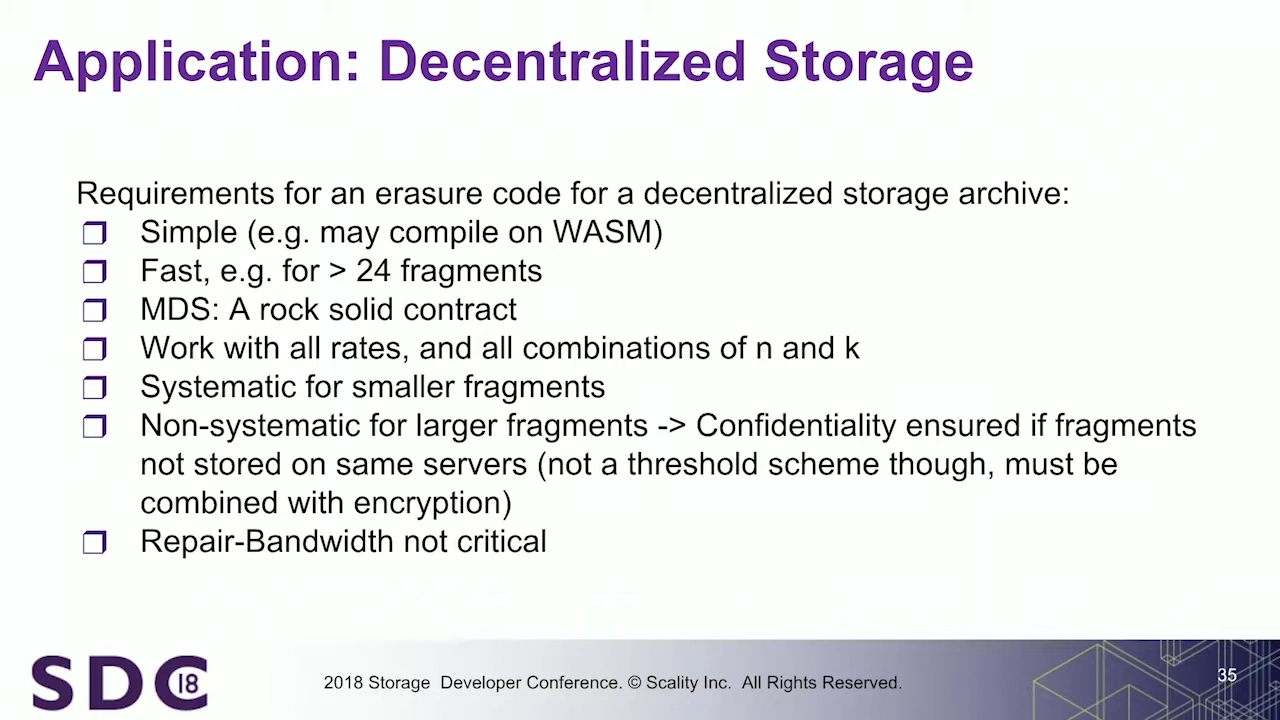 Application: Decentralized Storage
Requirements for an erasure code for a decentralized storage archive:
Simple (e.g. may compile on WASM)
Fast, e.g. for > 24 fragments
MDS: A rock solid contract
Work with all rates, and all combinations of n and k
Systematic for smaller fragments
Non-systematic for larger fragments -> Confidentiality ensured if fragments
not stored on same servers (not a threshold scheme though, must be
combined with encryption)
Repair-Bandwidth not critical
SDC 18
2018 Storage Developer Conference. © Scality Inc. All Rights Reserved.
35